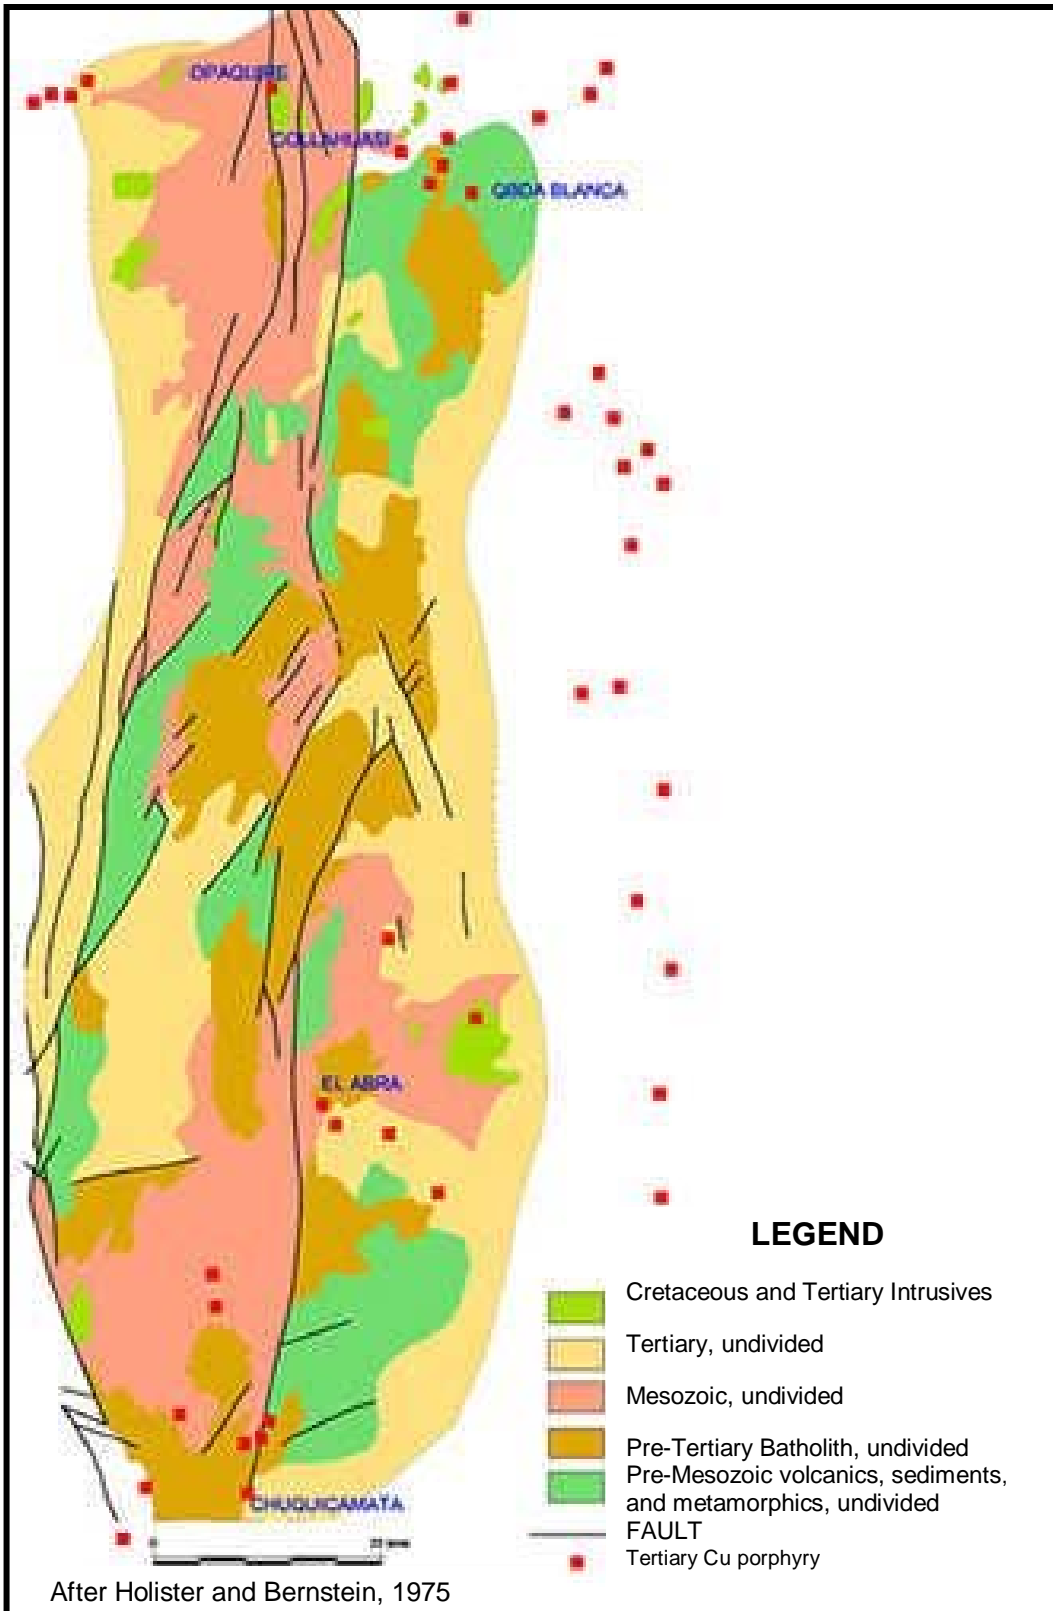 OPAQUIRE
COLLAHUASI
QBDA BLANCA
EL ABRA
LEGEND
Cretaceous and Tertiary Intrusives
Tertiary, undivided
Mesozoic, undivided
Pre-Tertiary Batholith, undivided
Pre-Mesozoic volcanics, sediments,
and metamorphics, undivided
CHUQUICAMATA
FAULT
0
Tertiary Cu porphyry
After Holister and Bernstein, 1975